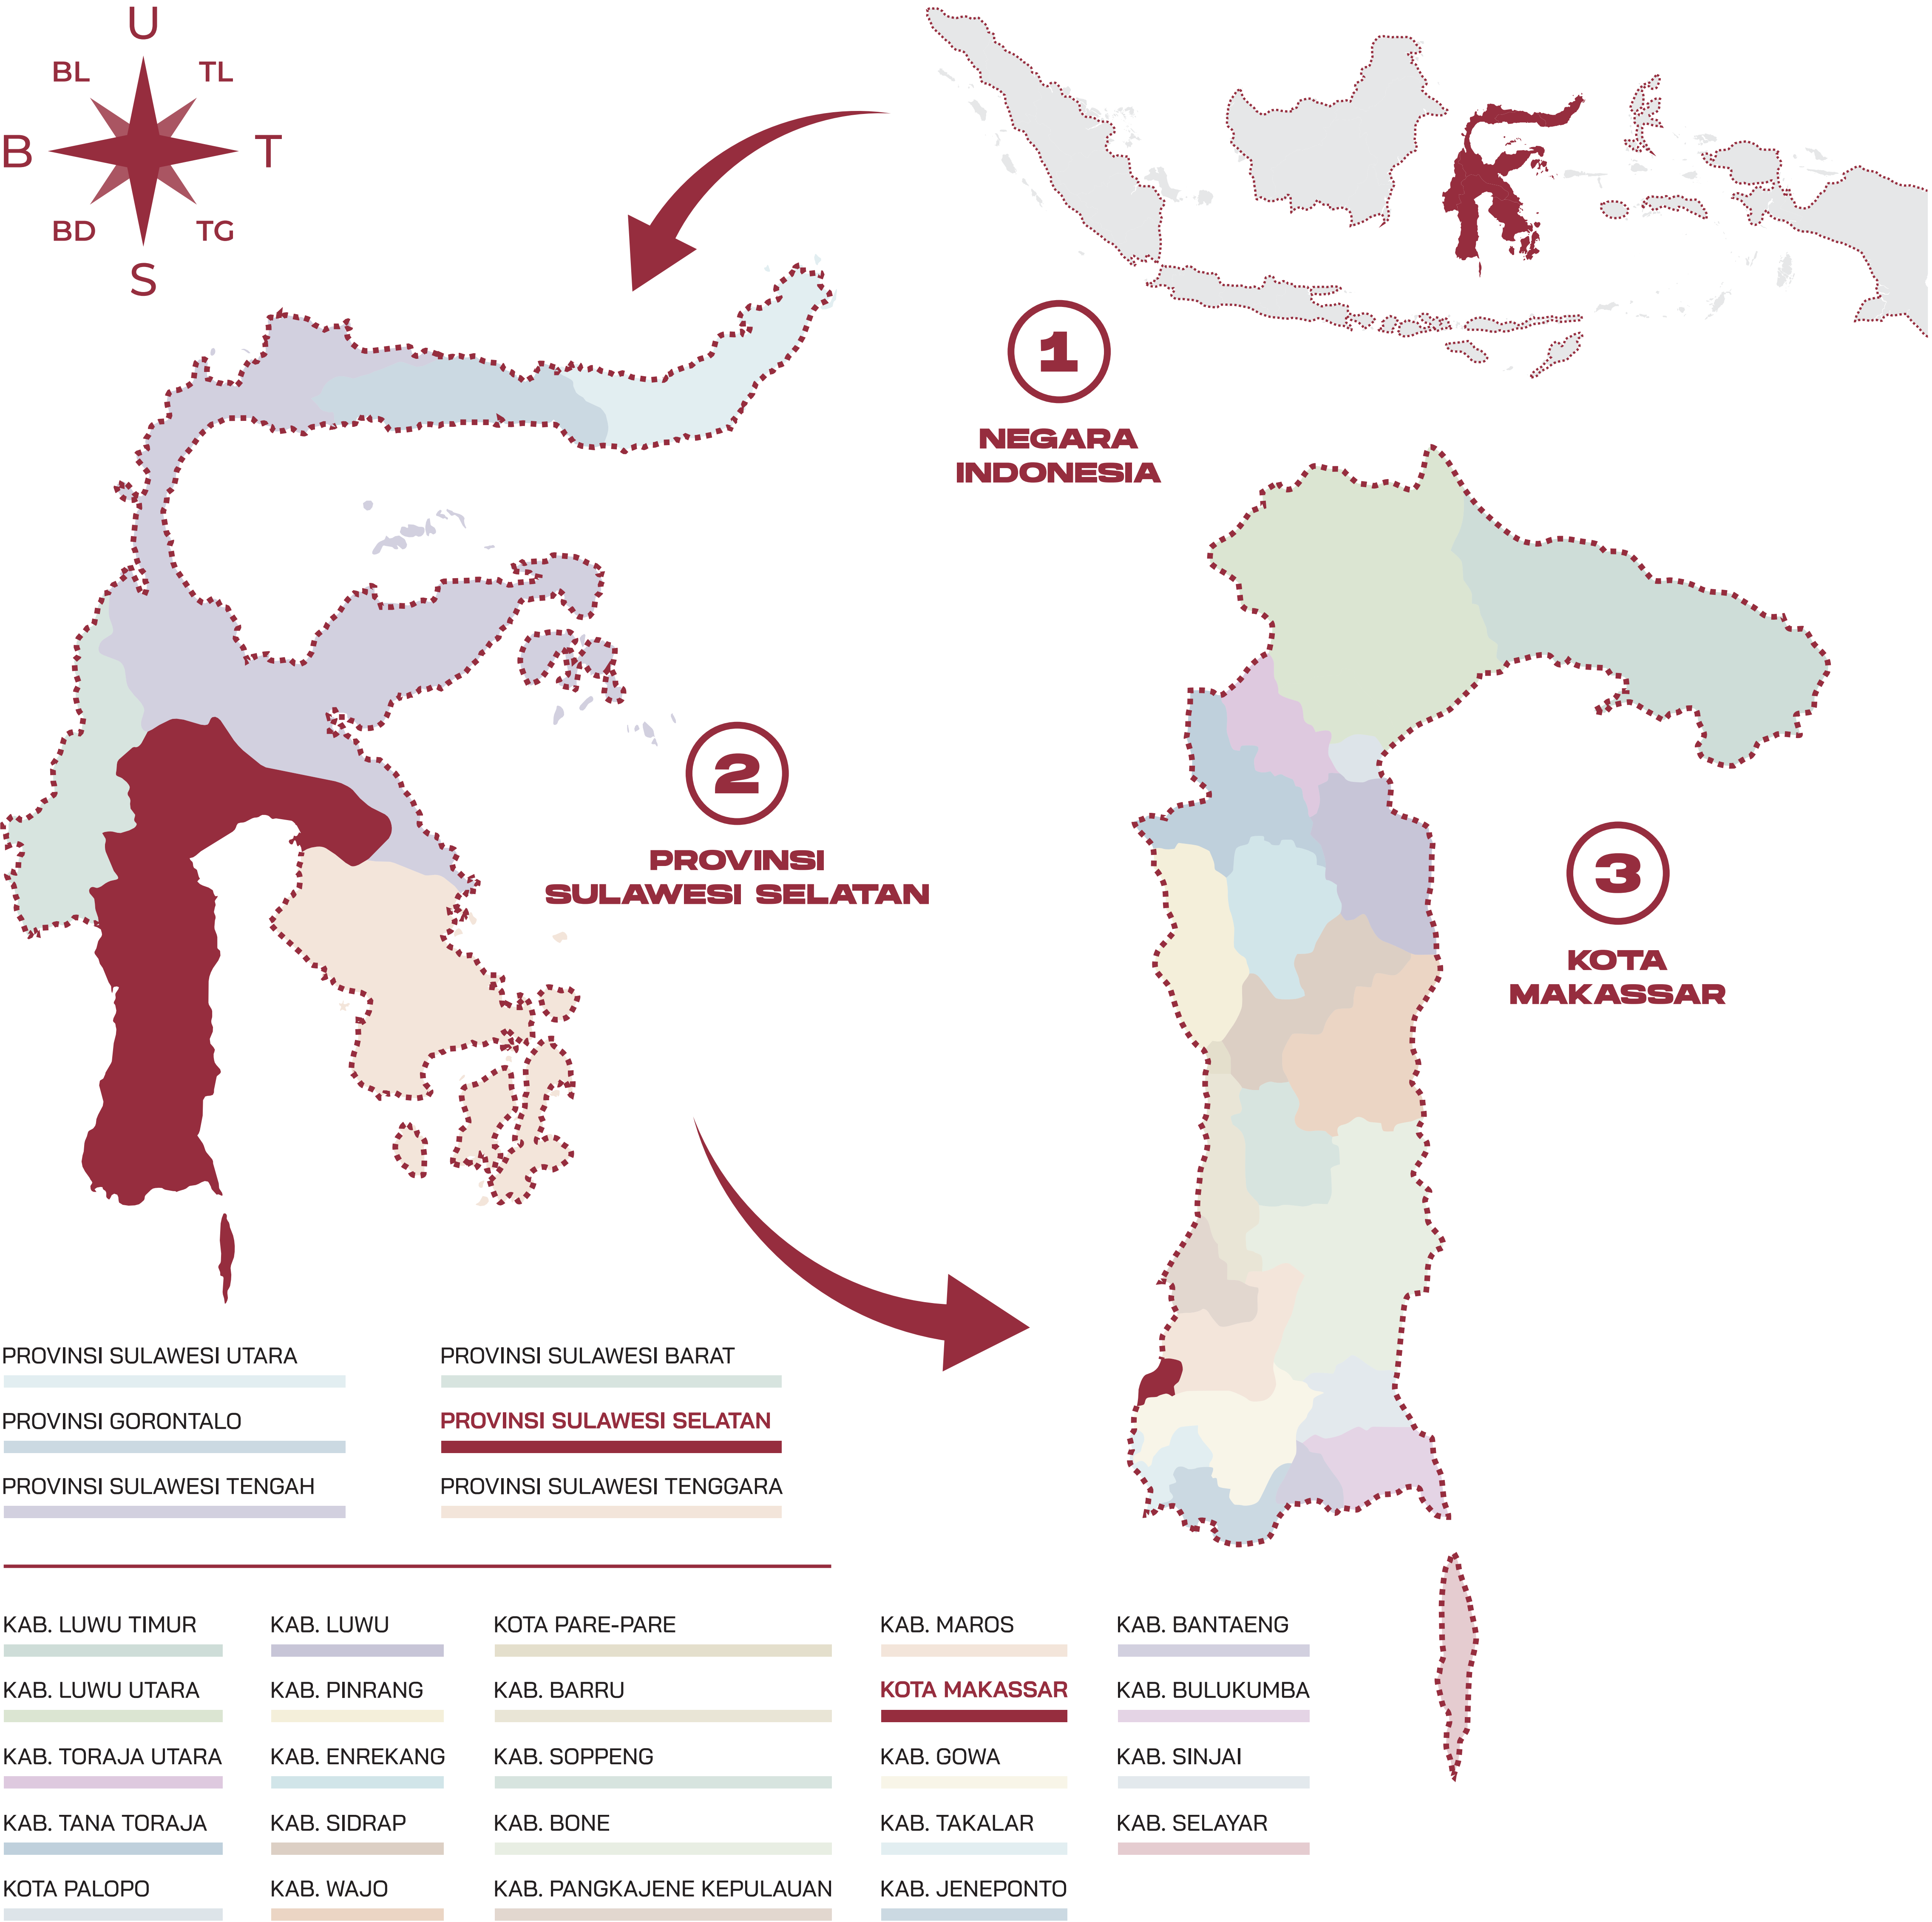 U
BL
TL
B
T
BD
TG
S
1
NEGARA
INDONESIA
2
PROVINSI
SULAWESI SELATAN
3
KOTA
MAKASSAR
PROVINSI SULAWESI UTARA
PROVINSI SULAWESI BARAT
PROVINSI GORONTALO
PROVINSI SULAWESI SELATAN
PROVINSI SULAWESI TENGAH
PROVINSI SULAWESI TENGGARA
KAB. LUWU TIMUR
KAB. LUWU UTARA
KAB. TORAJA UTARA
KAB. TANA TORAJA
KOTA PALOPO
KAB. LUWU
KAB. PINRANG
KAB. ENREKANG
KAB. SIDRAP
KAB. WAJO
KOTA PARE-PARE
KAB. BARRU
KAB. SOPPENG
KAB. BONE
KAB. PANGKAJENE KEPULAUAN
KAB. MAROS
KOTA MAKASSAR
KAB. GOWA
KAB. TAKALAR
KAB. JENEPONTO
KAB. BANTAENG
KAB. BULUKUMBA
KAB. SINJAI
KAB. SELAYAR